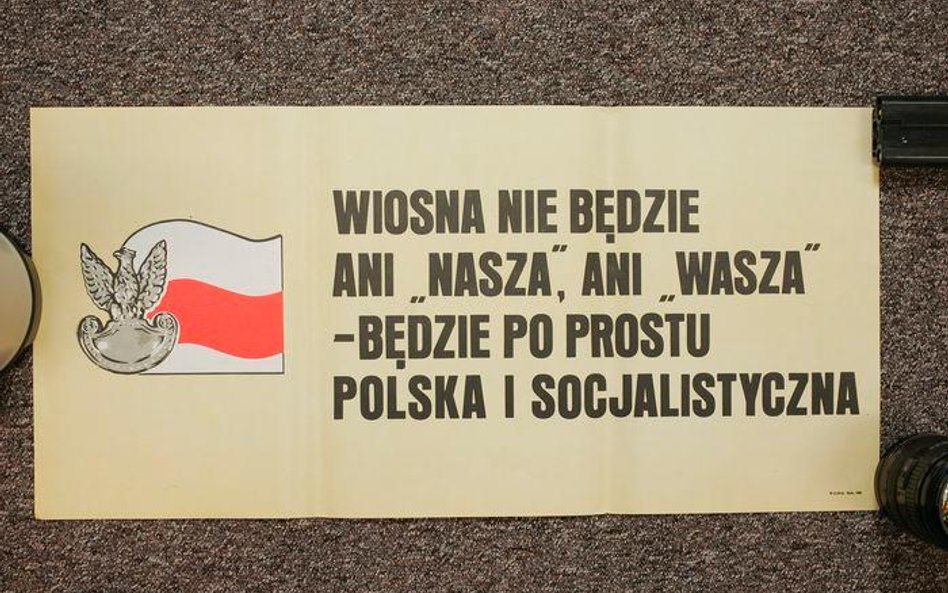 WIOSNA NIE BĘDZIE
ANI „NASZA”, ANI „WASZA”
–BĘDZIE PO PROSTU
POLSKA I SOCJALISTYCZNA